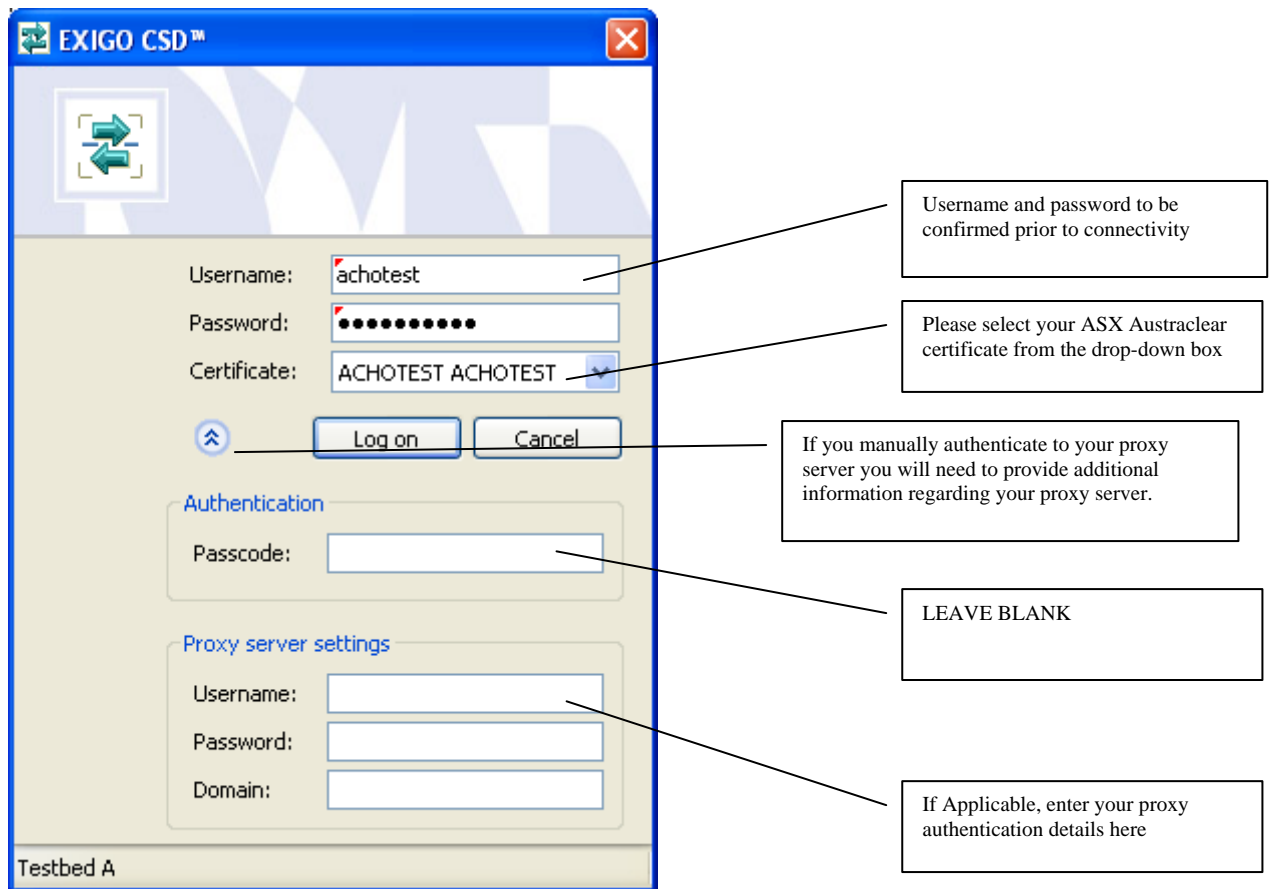 EXIGO CSD™
Username: achotest
Password: ••••••••••
Certificate: ACHOTEST ACHOTEST
Log on Cancel
Authentication
Passcode:
Proxy server settings
Username:
Password:
Domain:
Testbed A
Username and password to be
confirmed prior to connectivity
Please select your ASX Austraclear
certificate from the drop-down box
If you manually authenticate to your proxy
server you will need to provide additional
information regarding your proxy server.
LEAVE BLANK
If Applicable, enter your proxy
authentication details here